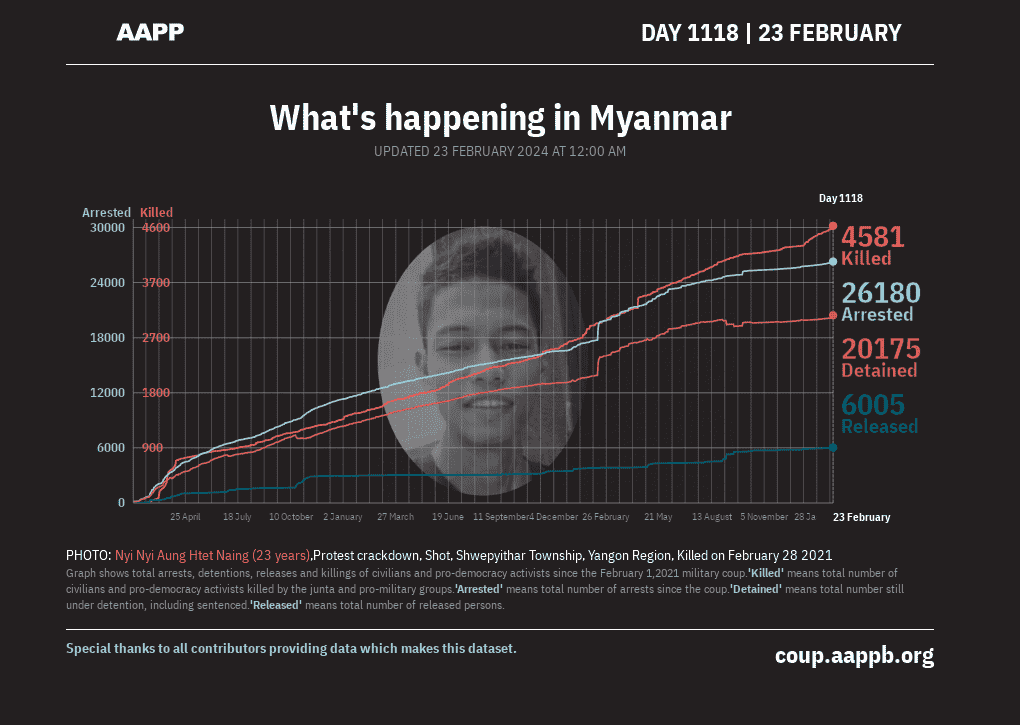 AAPP
DAY 1118 | 23 FEBRUARY
What's happening in Myanmar
UPDATED 23 FEBRUARY 2024 AT 12:00 AM
Day 1118
Arrested Killed
30000 4600
24000 3700
18000 2700
12000 1800
6000 900
0
4581
Killed
26180
Arrested
20175
Detained
6005
Released
25 April 18 July 10 October 2 January 27 March 19 June 11 September 4 December 26 February 21 May 13 August 5 November 28 Ja 23 February
PHOTO: Nyi Nyi Aung Htet Naing (23 years),Protest crackdown, Shot, Shwepyithar Township, Yangon Region, Killed on February 28 2021
Graph shows total arrests, detentions, releases and killings of civilians and pro-democracy activists since the February 1,2021 military coup.'Killed' means total number of
civilians and pro-democracy activists killed by the junta and pro-military groups.'Arrested' means total number of arrests since the coup.'Detained' means total number still
under detention, including sentenced.'Released' means total number of released persons.
Special thanks to all contributors providing data which makes this dataset.
coup.aappb.org